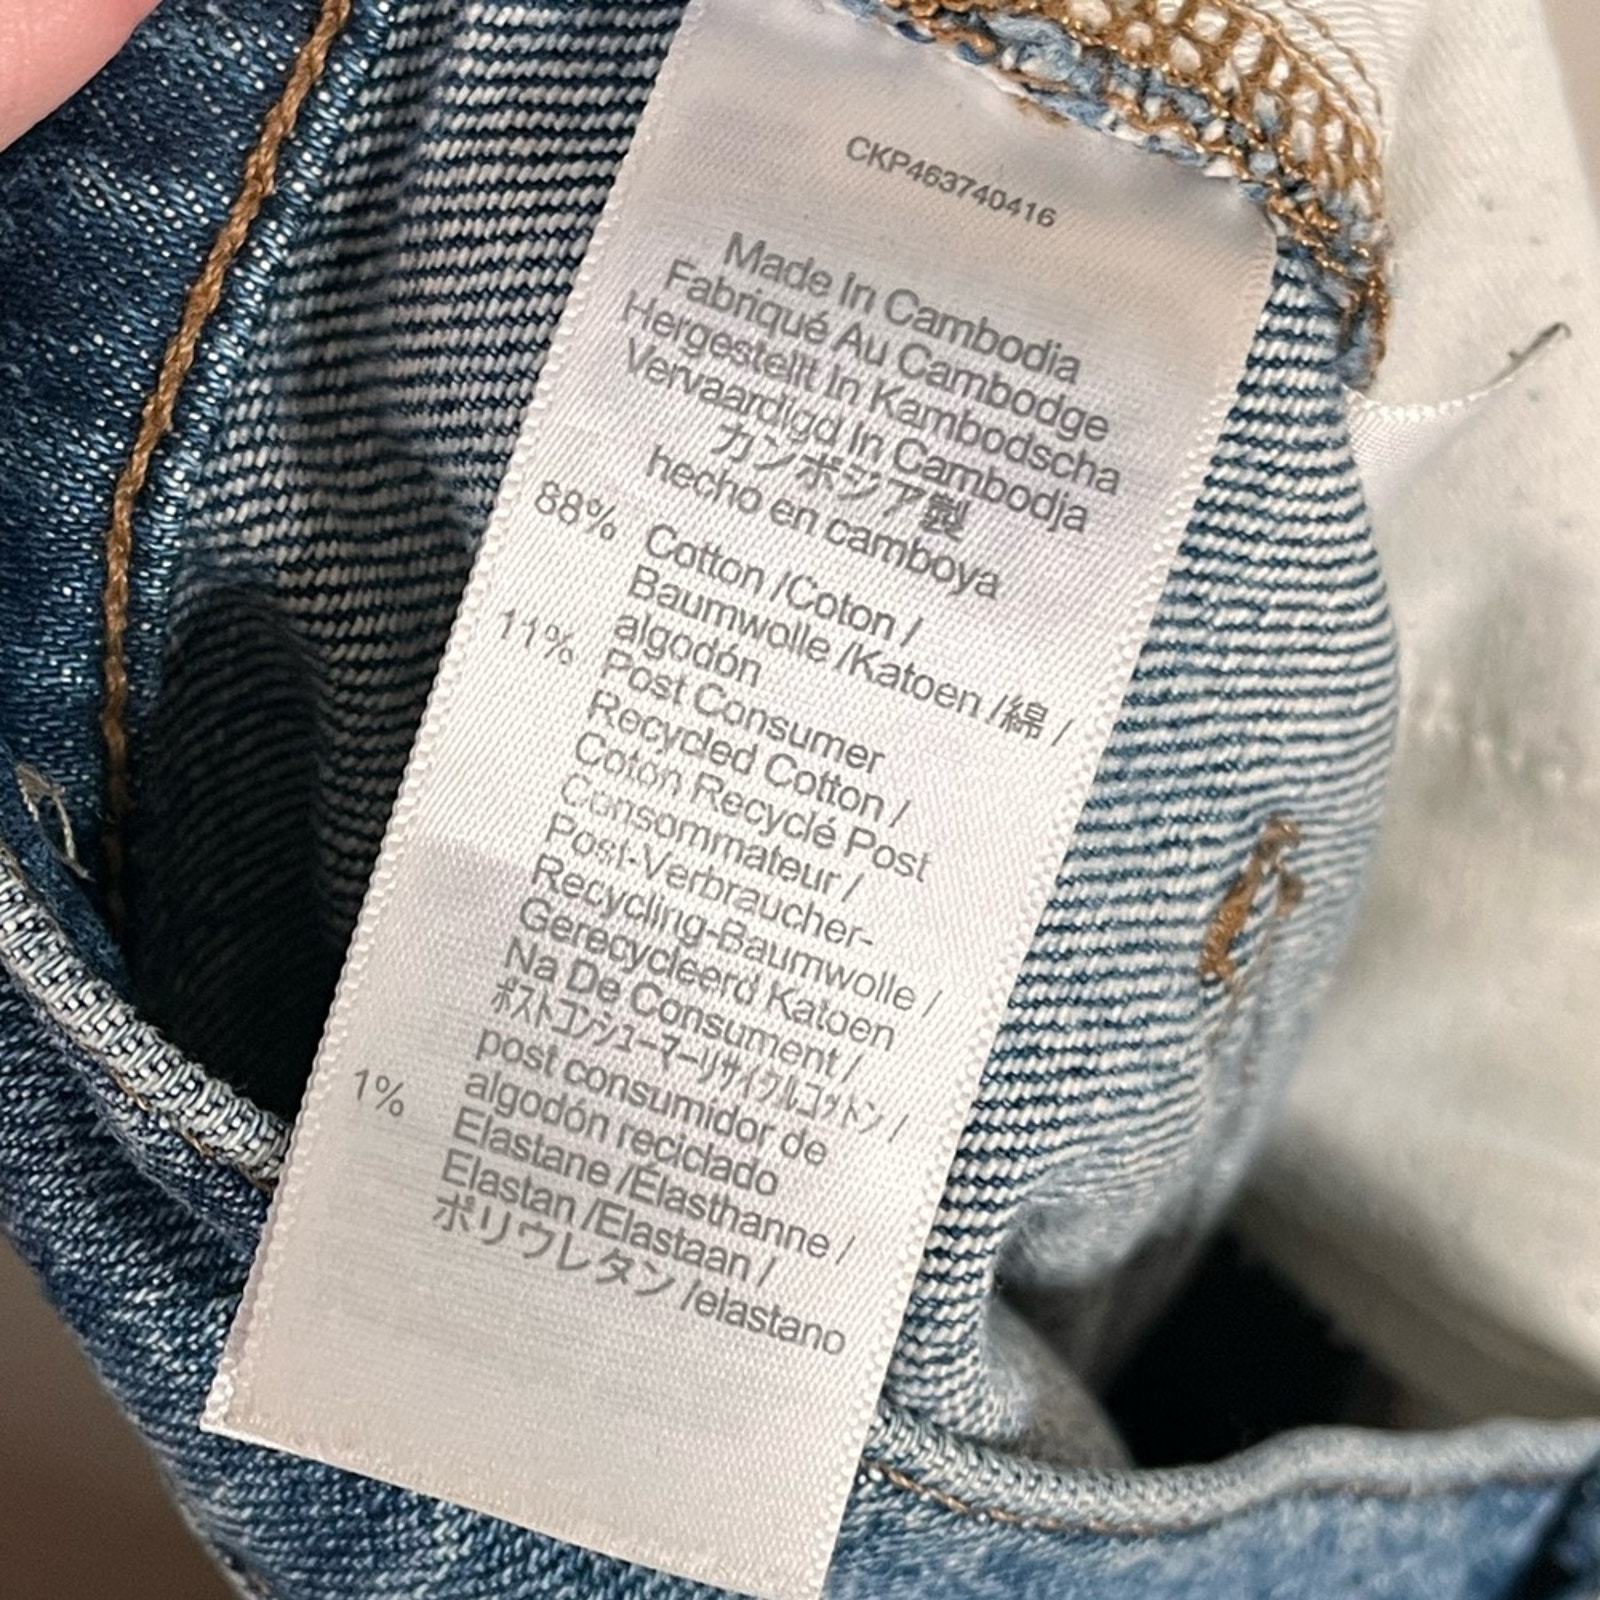 CKP463740416
Made In Cambodia
Fabriqué Au Cambodge
Hergestellt In Kambodscha
Vervaardigd In Cambodja
カンボジア製
hecho en camboya
88% Cotton /Coton /
Baumwolle /Katoen /綿 /
algodón
11% Post Consumer
Recycled Cotton /
Coton Recyclé Post
Consommateur /
Post-Verbraucher-
Recycling-Baumwolle /
Gerecycleerd Katoen
Na De Consument /
ポストコンシューマーリサイクルコットン /
post consumidor de
algodón reciclado
1% Elastane /Élasthanne /
Elastan /Elastaan /
ポリウレタン /elastano